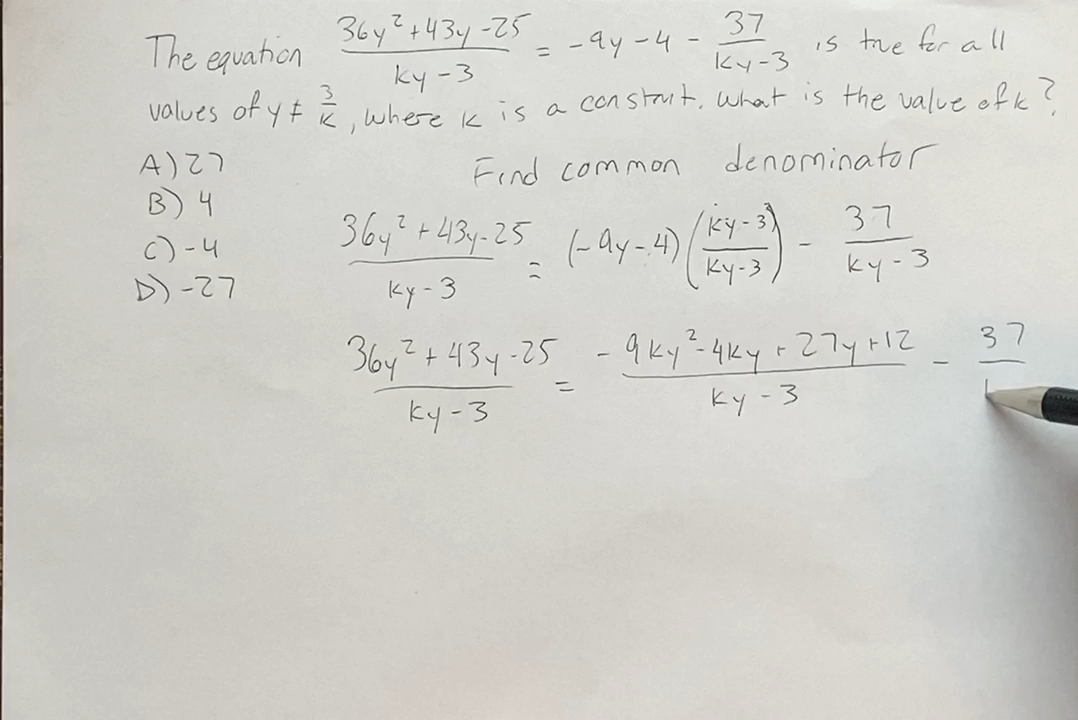 The equation (36y² + 43y - 25)/(ky - 3) = -9y - 4 - 37/(ky - 3) is true for all
values of y ≠ 3/k, where k is a constant. What is the value of k?
A) 27
Find common denominator
B) 4
C) -4
D) -27
(36y² + 43y - 25)/(ky - 3) = (-9y - 4)((ky - 3)/(ky - 3)) - 37/(ky - 3)
(36y² + 43y - 25)/(ky - 3) = (-9ky² - 4ky + 27y + 12)/(ky - 3) - 37/